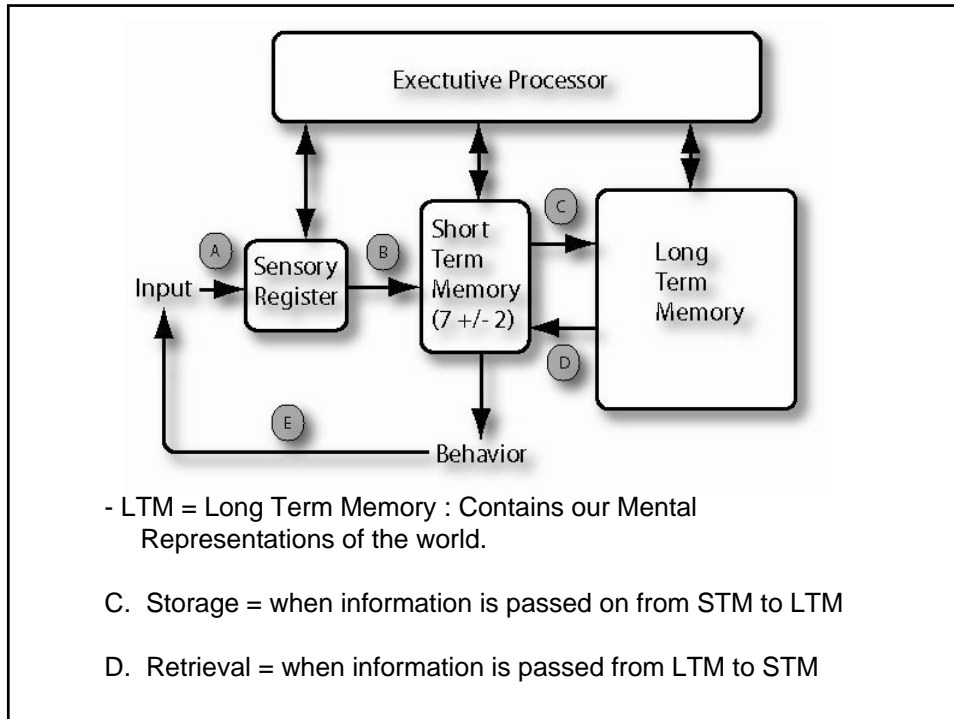 Exectutive Processor
A
B
C
Input
Sensory
Register
Short
Term
Memory
(7 +/- 2)
Long
Term
Memory
D
E
Behavior
- LTM = Long Term Memory : Contains our Mental
Representations of the world.
C. Storage = when information is passed on from STM to LTM
D. Retrieval = when information is passed from LTM to STM